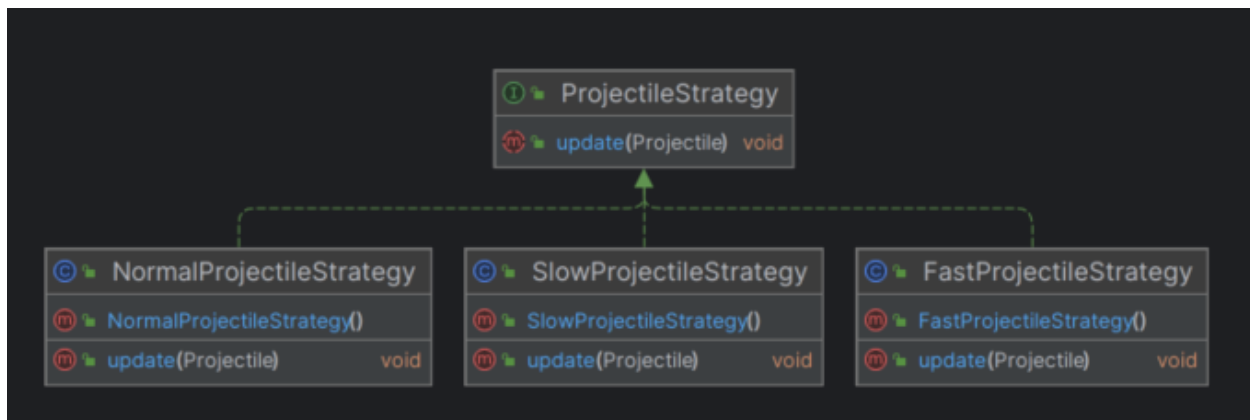 ProjectileStrategy
update(Projectile) void
NormalProjectileStrategy
NormalProjectileStrategy()
update(Projectile) void
SlowProjectileStrategy
SlowProjectileStrategy()
update(Projectile) void
FastProjectileStrategy
FastProjectileStrategy()
update(Projectile) void